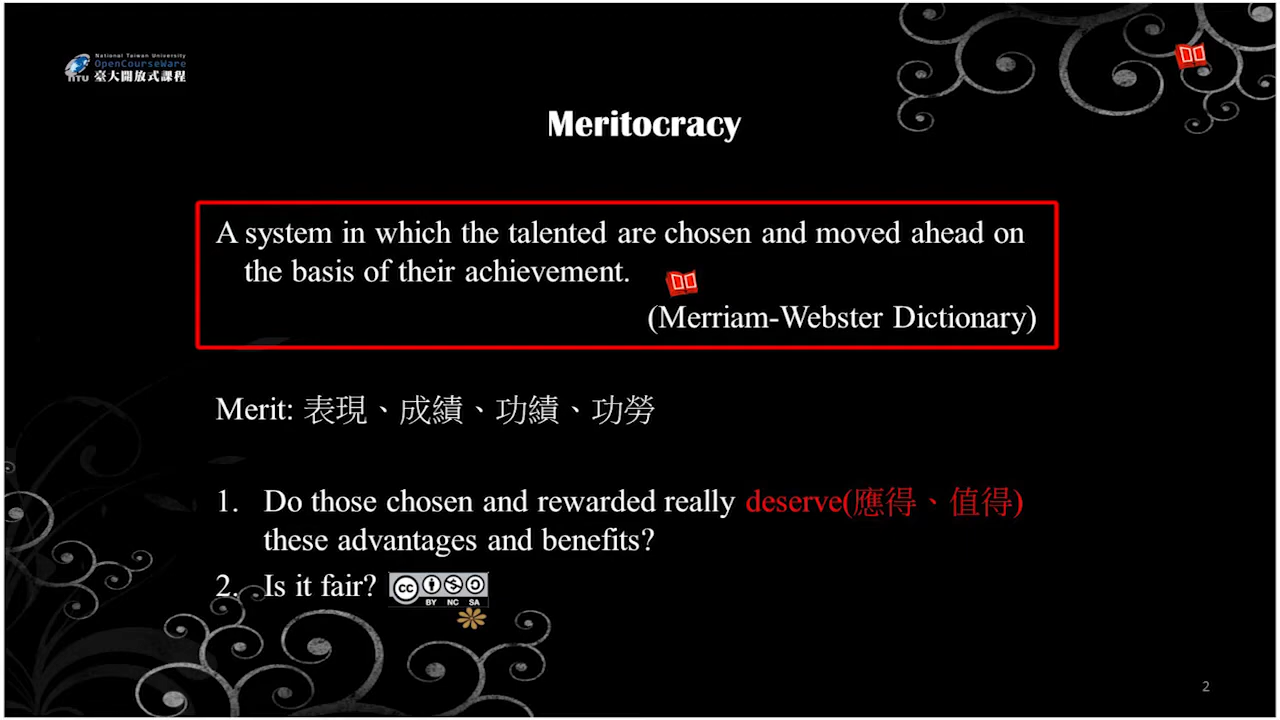 National Taiwan University
OpenCourseWare
NTU 臺大開放式課程
Meritocracy
A system in which the talented are chosen and moved ahead on
the basis of their achievement.
(Merriam-Webster Dictionary)
Merit: 表現、成績、功績、功勞
1. Do those chosen and rewarded really deserve(應得、值得)
these advantages and benefits?
2. Is it fair?
cc
BY NC SA
2